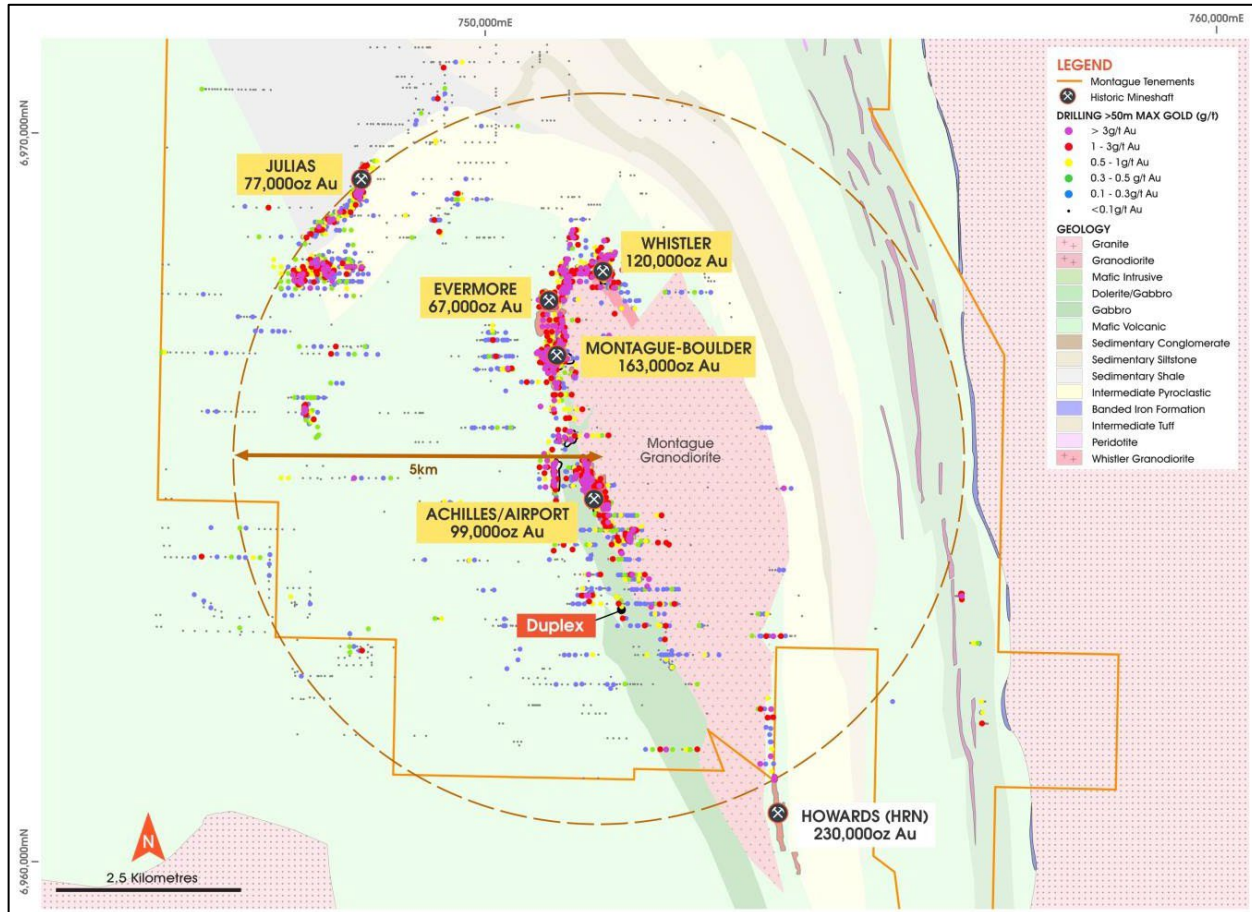 750,000mE
760,000mE
6,970,000mN
6,960,000mN
JULIAS
77,000oz Au
WHISTLER
120,000oz Au
EVERMORE
67,000oz Au
MONTAGUE-BOULDER
163,000oz Au
Montague
Granodiorite
5km
ACHILLES/AIRPORT
99,000oz Au
Duplex
HOWARDS (HRN)
230,000oz Au
N
2.5 Kilometres
LEGEND
Montague Tenements
Historic Mineshaft
DRILLING >50m MAX GOLD (g/t)
> 3g/t Au
1 - 3g/t Au
0.5 - 1g/t Au
0.3 - 0.5 g/t Au
0.1 - 0.3g/t Au
<0.1g/t Au
GEOLOGY
Granite
Granodiorite
Mafic Intrusive
Dolerite/Gabbro
Gabbro
Mafic Volcanic
Sedimentary Conglomerate
Sedimentary Siltstone
Sedimentary Shale
Intermediate Pyroclastic
Banded Iron Formation
Intermediate Tuff
Peridotite
Whistler Granodiorite